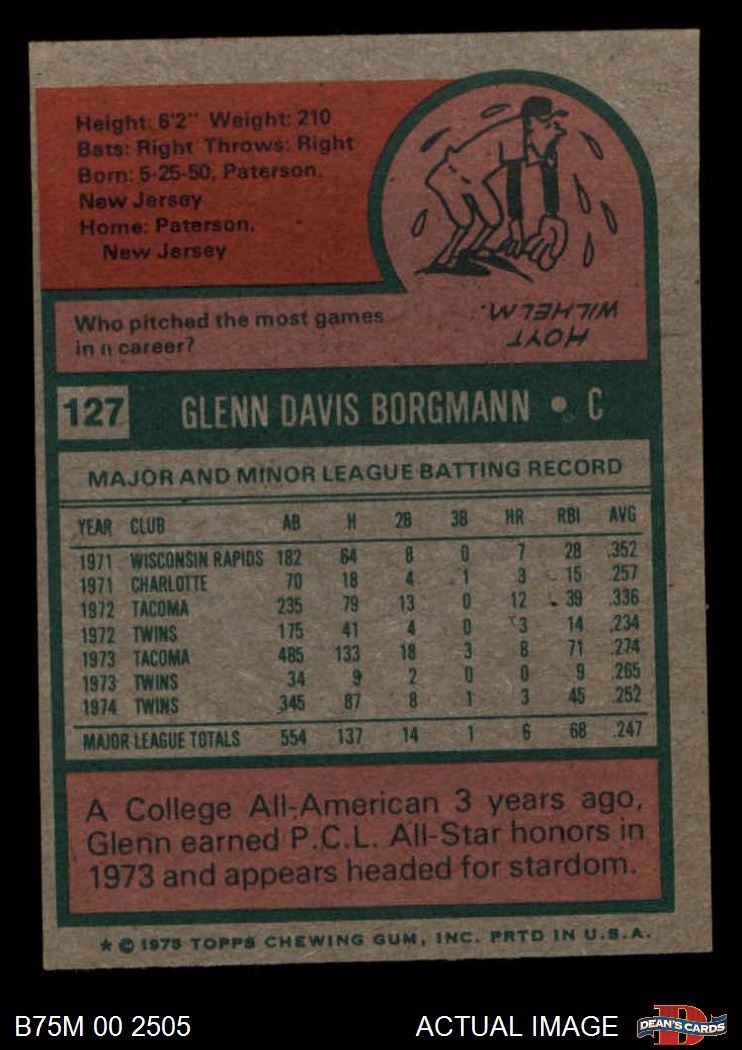 Height: 6'2" Weight: 210
Bats: Right Throws: Right
Born: 5-25-50, Paterson,
New Jersey
Home: Paterson,
New Jersey
Who pitched the most games
in a career?
HOYT
WILHELM.
127 GLENN DAVIS BORGMANN • C
MAJOR AND MINOR LEAGUE BATTING RECORD
YEAR CLUB AB H 2B 3B HR RBI AVG
1971 WISCONSIN RAPIDS 182 64 8 0 7 28 .352
1971 CHARLOTTE 70 18 4 1 3 15 .257
1972 TACOMA 235 79 13 0 12 39 .336
1972 TWINS 175 41 4 0 3 14 .234
1973 TACOMA 485 133 18 3 8 71 .274
1973 TWINS 34 9 2 0 0 9 .265
1974 TWINS 345 87 8 1 3 45 .252
MAJOR LEAGUE TOTALS 554 137 14 1 6 68 .247
A College All-American 3 years ago,
Glenn earned P.C.L. All-Star honors in
1973 and appears headed for stardom.
★ © 1975 TOPPS CHEWING GUM, INC. PRTD IN U.S.A.
B75M 00 2505 ACTUAL IMAGE DEAN'S CARDS